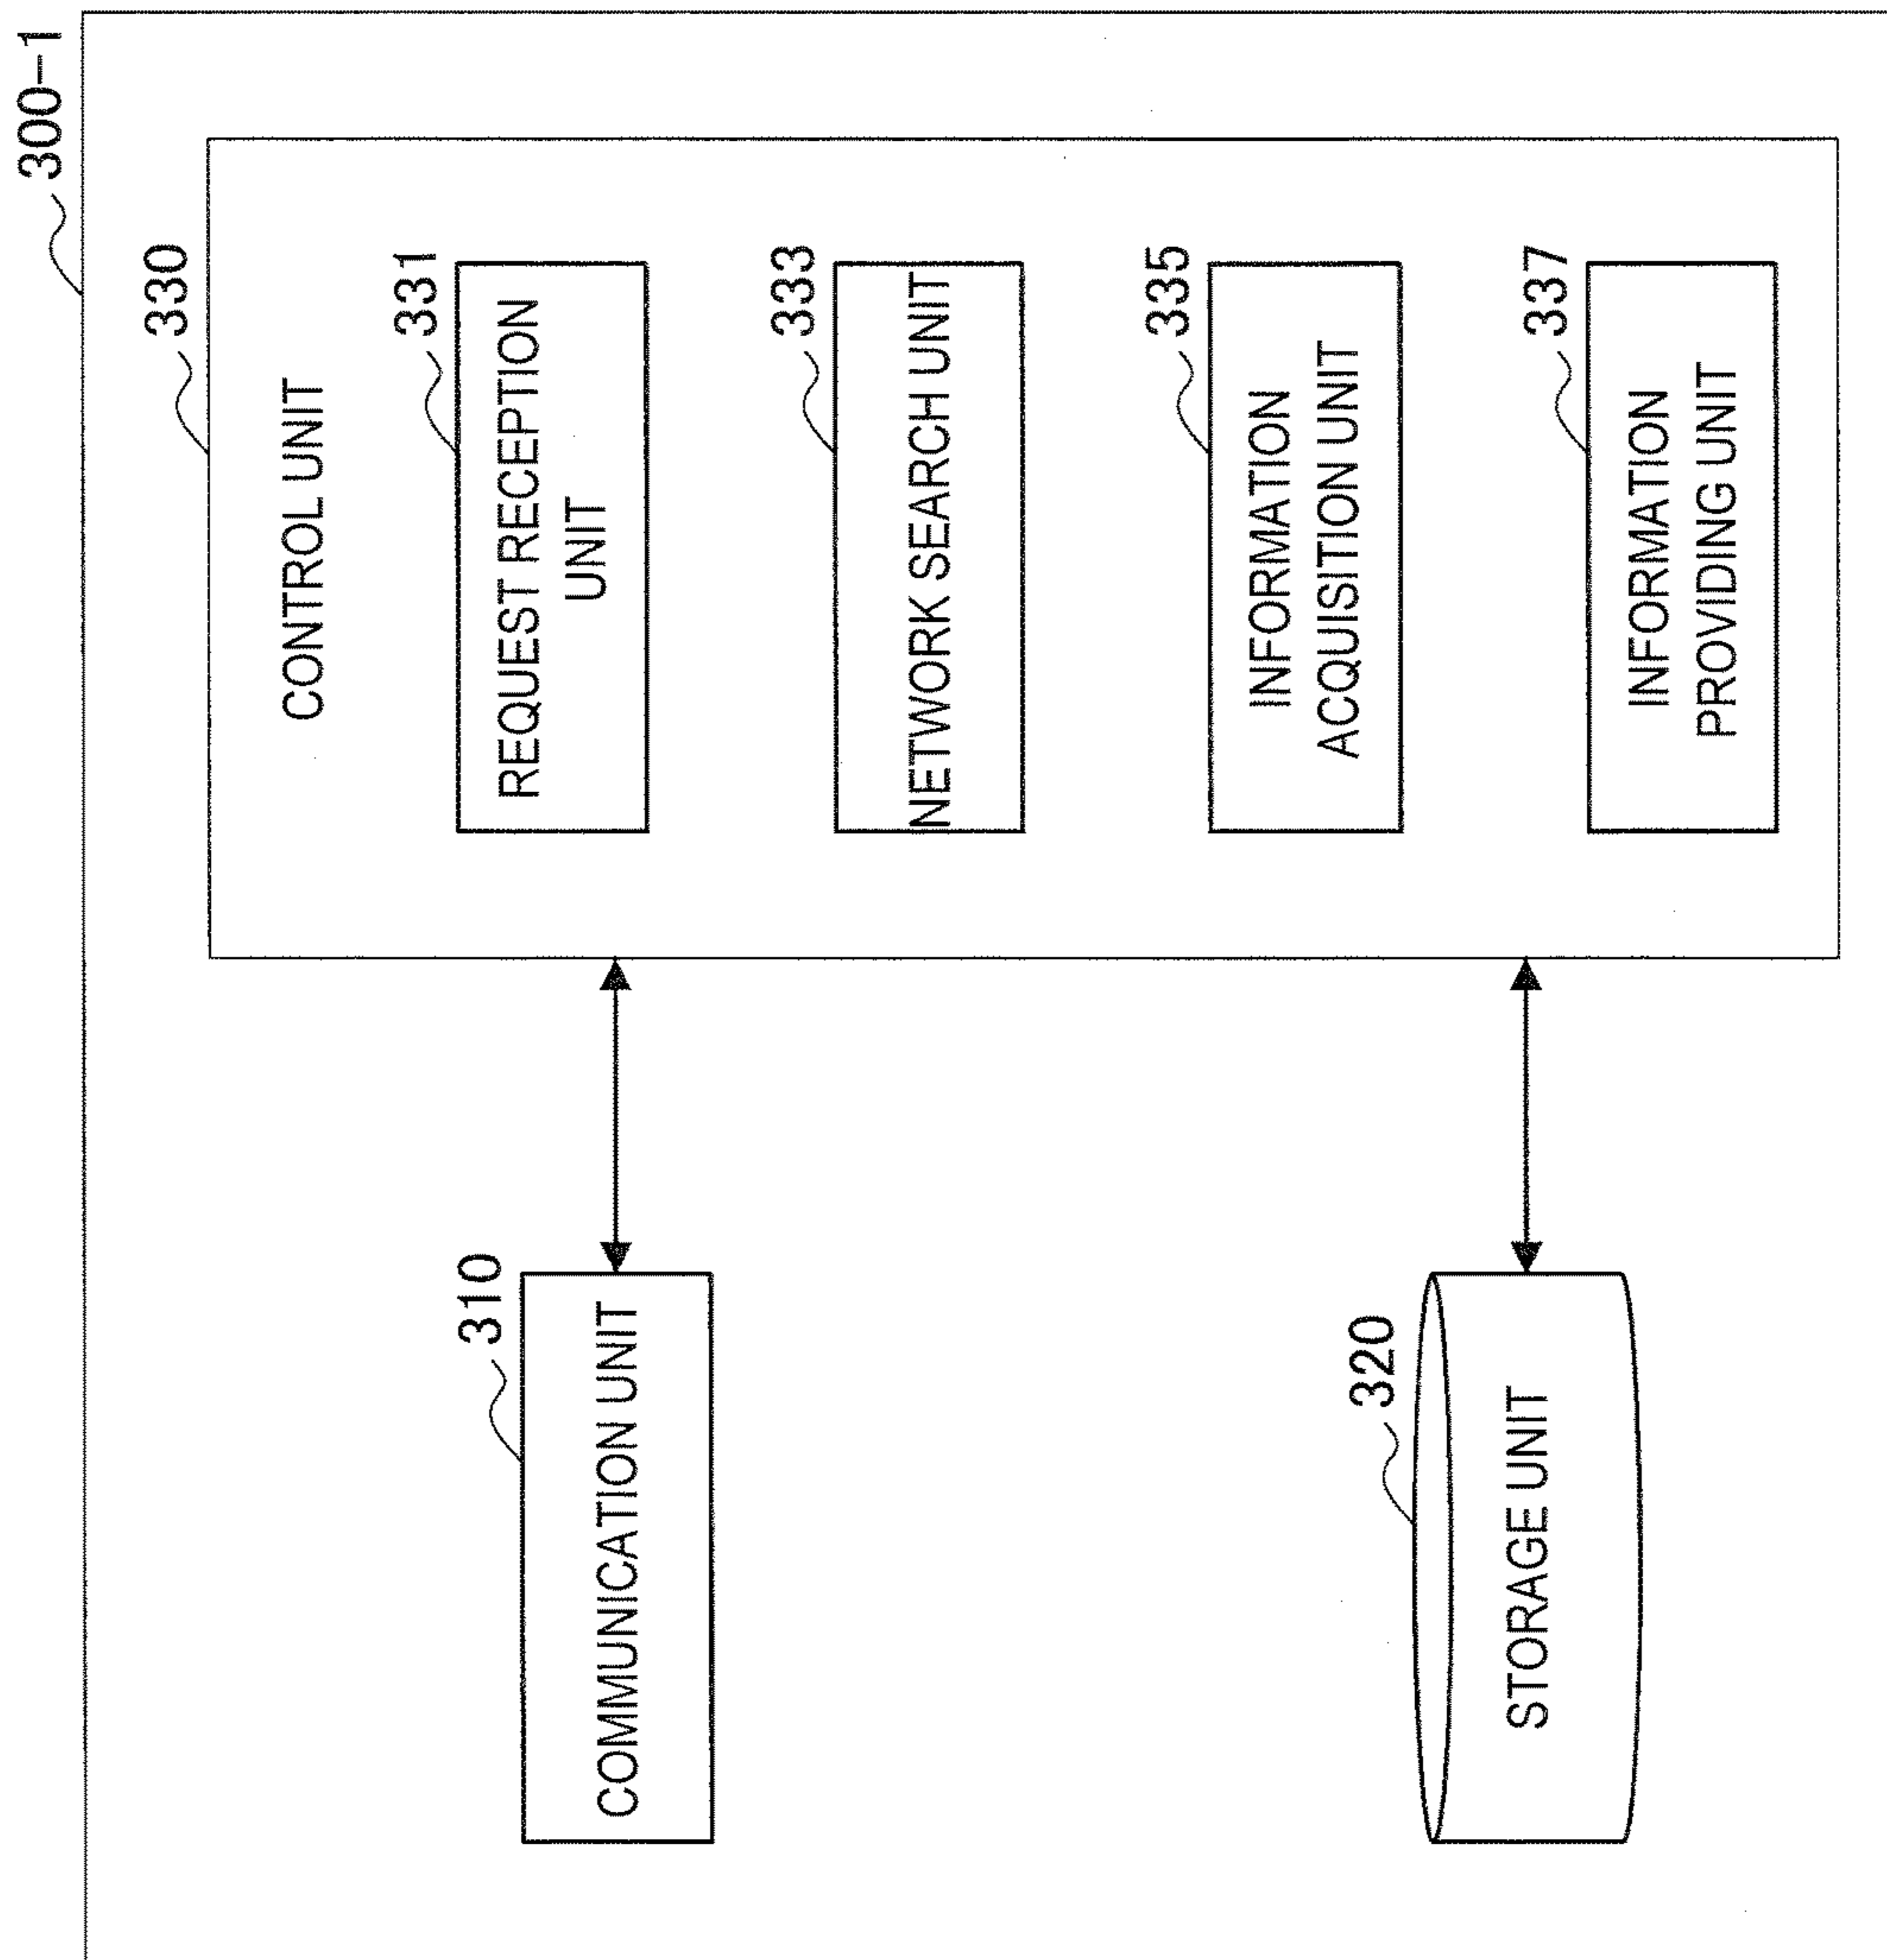 300-1
330
CONTROL UNIT
331
REQUEST RECEPTION
UNIT
333
NETWORK SEARCH UNIT
335
INFORMATION
ACQUISITION UNIT
337
INFORMATION
PROVIDING UNIT
310
COMMUNICATION UNIT
320
STORAGE UNIT